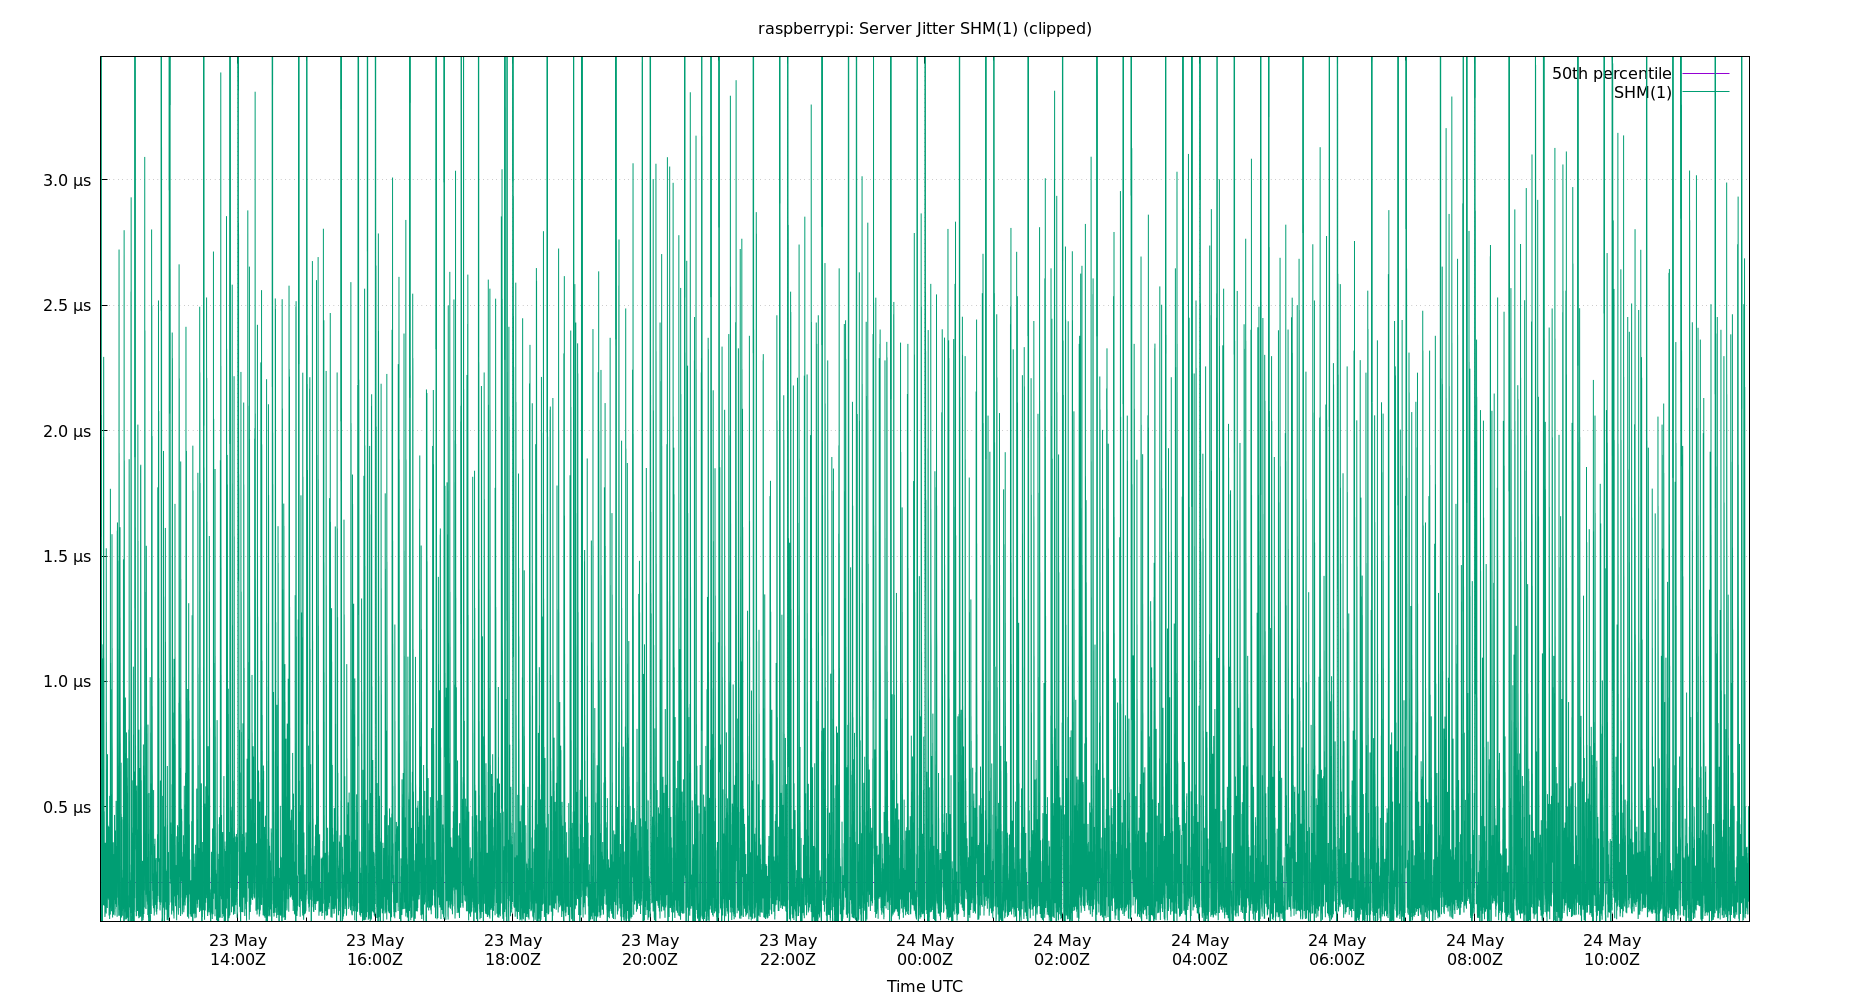 raspberrypi: Server Jitter SHM(1) (clipped)
50th percentile
SHM(1)
3.0 µs
2.5 µs
2.0 µs
1.5 µs
1.0 µs
0.5 µs
23 May 23 May 23 May 23 May 23 May 24 May 24 May 24 May 24 May 24 May 24 May
14:00Z 16:00Z 18:00Z 20:00Z 22:00Z 00:00Z 02:00Z 04:00Z 06:00Z 08:00Z 10:00Z
Time UTC